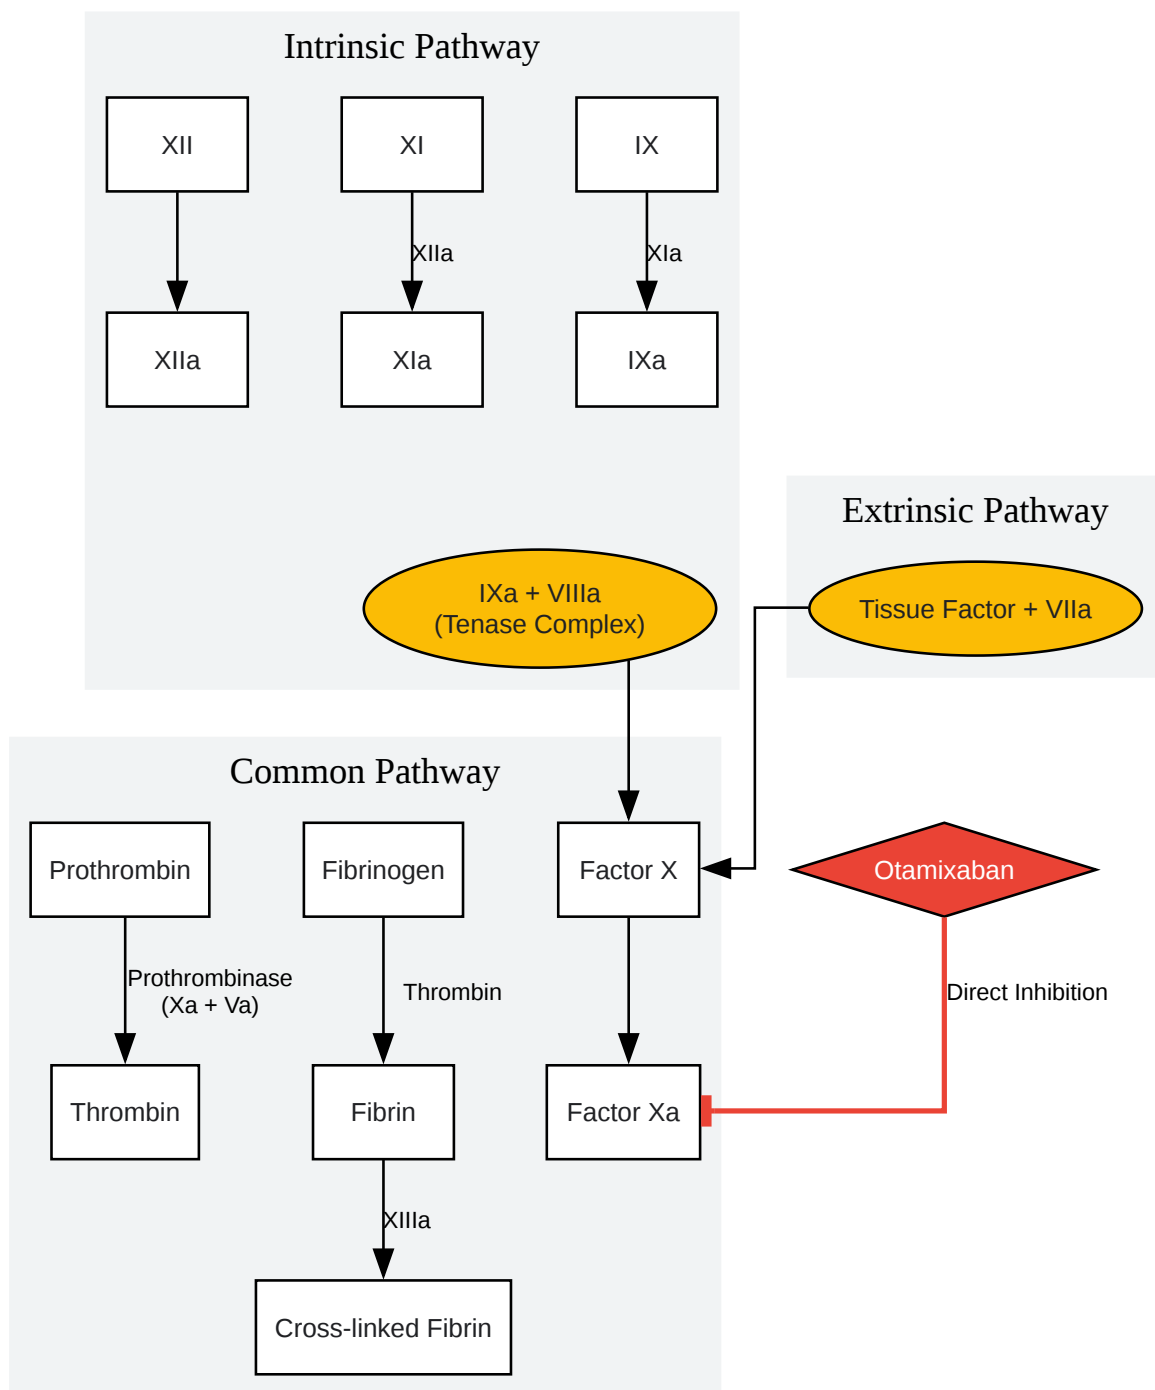 Intrinsic Pathway
XII
XI
IX
XIIa
XIa
XIIa
XIa
IXa
IXa + VIIIa
(Tenase Complex)
Extrinsic Pathway
Tissue Factor + VIIa
Common Pathway
Prothrombin
Fibrinogen
Factor X
Otamixaban
Prothrombinase
(Xa + Va)
Thrombin
Direct Inhibition
Thrombin
Fibrin
Factor Xa
XIIIa
Cross-linked Fibrin